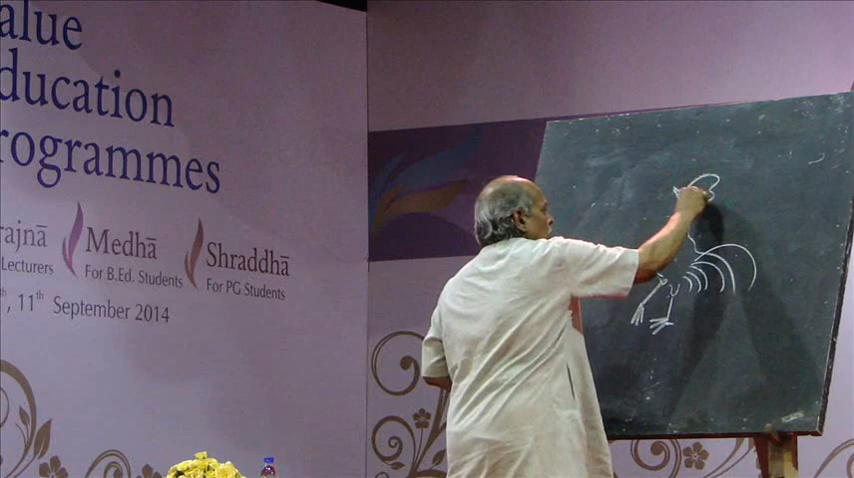 alue
ducation
rogrammes
rajnā Medhā Shraddhā
Lecturers For B.Ed. Students For PG Students
th, 11th September 2014